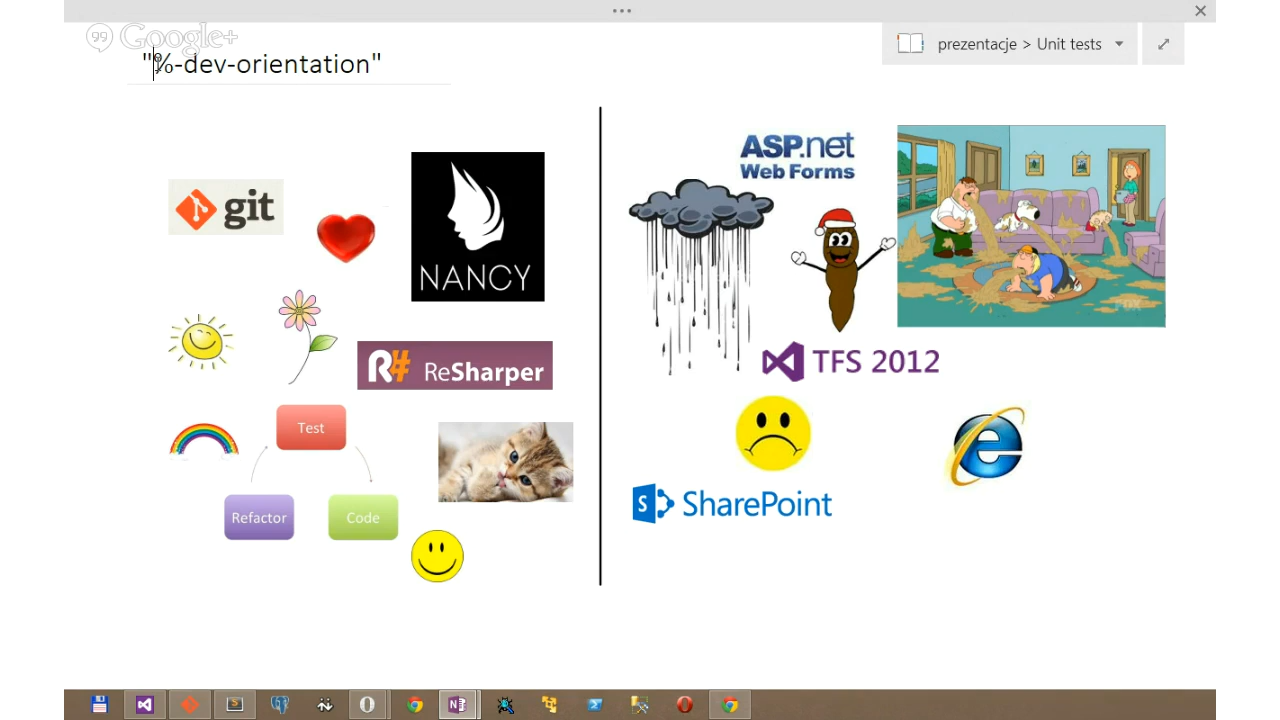 Google+
"%-dev-orientation"
prezentacje > Unit tests
git
NANCY
ReSharper
Test
Refactor
Code
ASP.net
Web Forms
TFS 2012
SharePoint